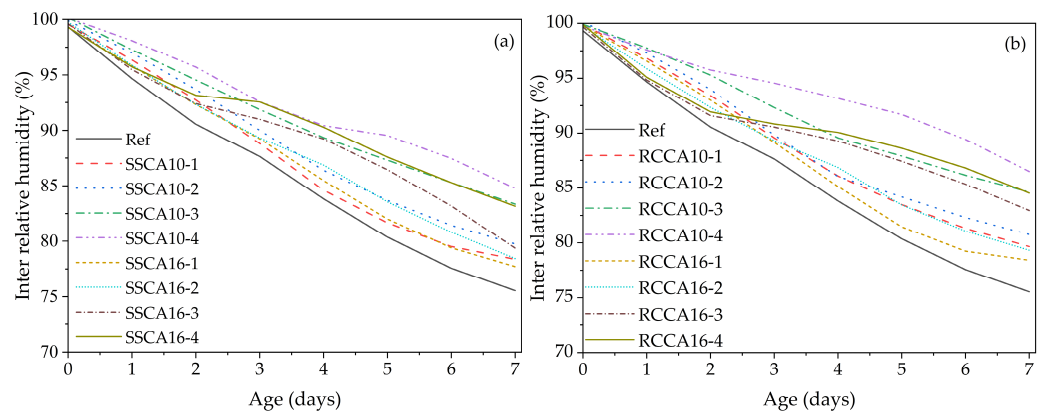 (a)
Inter relative humidity (%)
100
95
90
85
80
75
70
Ref
SSCA10-1
SSCA10-2
SSCA10-3
SSCA10-4
SSCA16-1
SSCA16-2
SSCA16-3
SSCA16-4
0 1 2 3 4 5 6 7
Age (days)
(b)
Inter relative humidity (%)
100
95
90
85
80
75
70
Ref
RCCA10-1
RCCA10-2
RCCA10-3
RCCA10-4
RCCA16-1
RCCA16-2
RCCA16-3
RCCA16-4
0 1 2 3 4 5 6 7
Age (days)